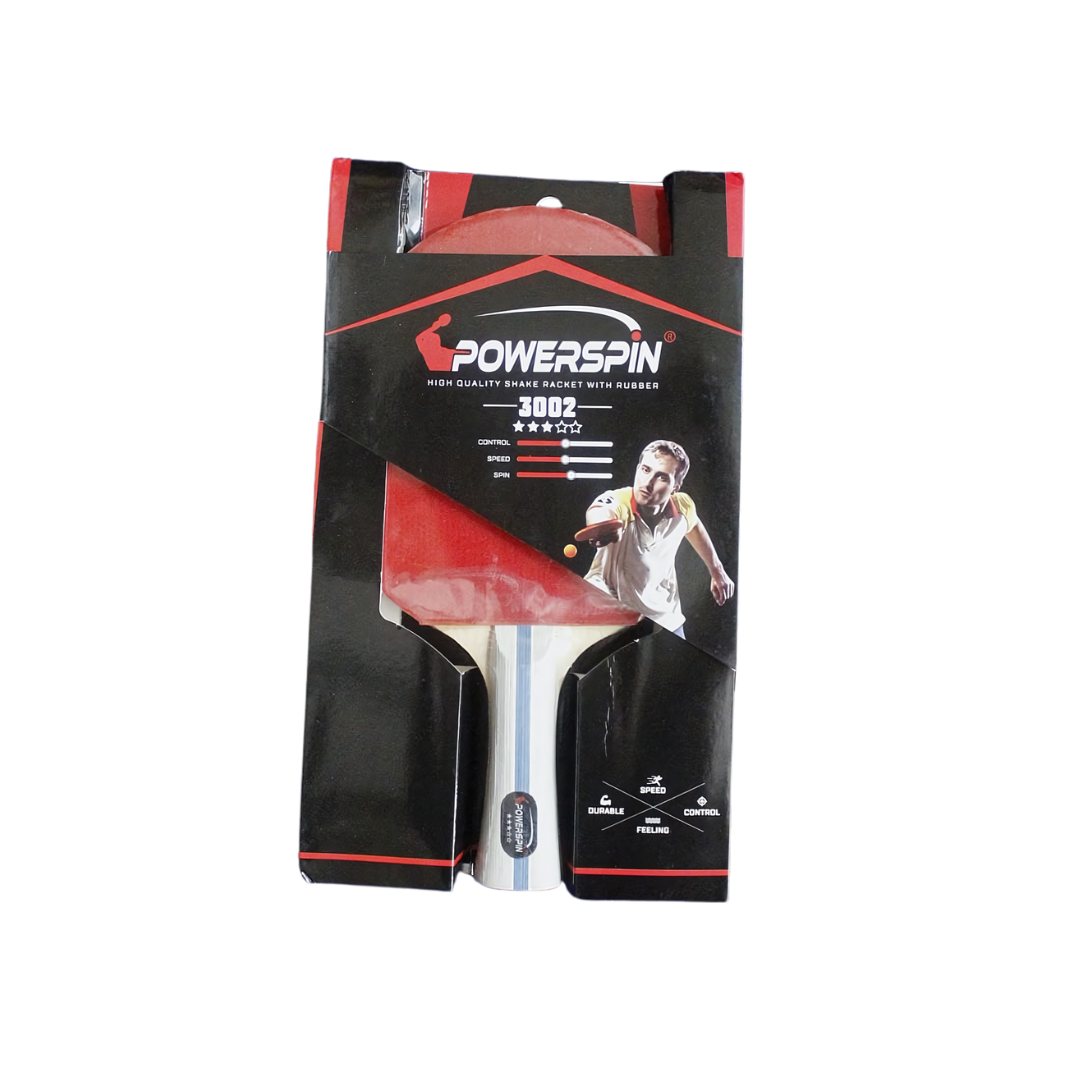 POWERSPIN®
HIGH QUALITY SHAKE RACKET WITH RUBBER
3002
CONTROL
SPEED
SPIN
SPEED
DURABLE
CONTROL
FEELING
POWERSPIN